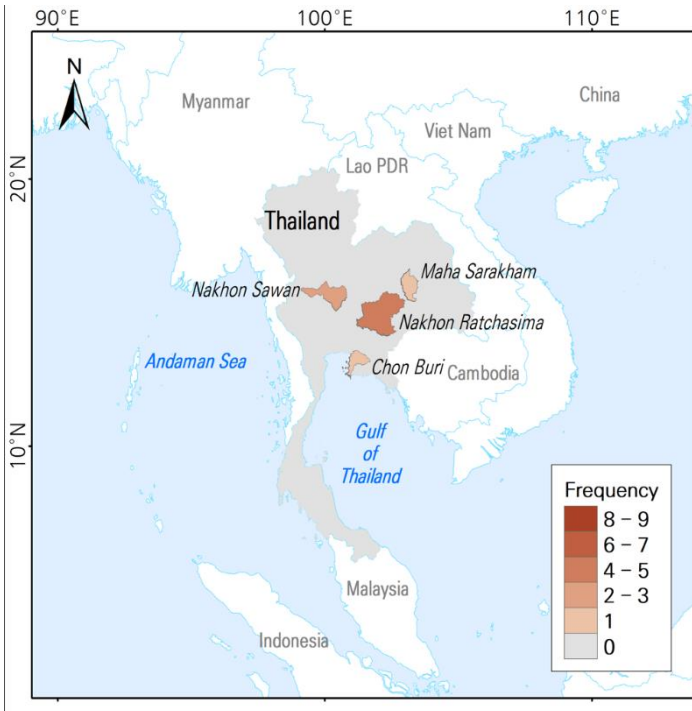 90°E
100°E
110°E
N
Myanmar
China
Viet Nam
Lao PDR
20°N
Thailand
Maha Sarakham
Nakhon Sawan
Nakhon Ratchasima
Andaman Sea
Chon Buri
Cambodia
Gulf
of
Thailand
10°N
Frequency
8 – 9
6 – 7
4 – 5
2 – 3
1
0
Malaysia
Indonesia